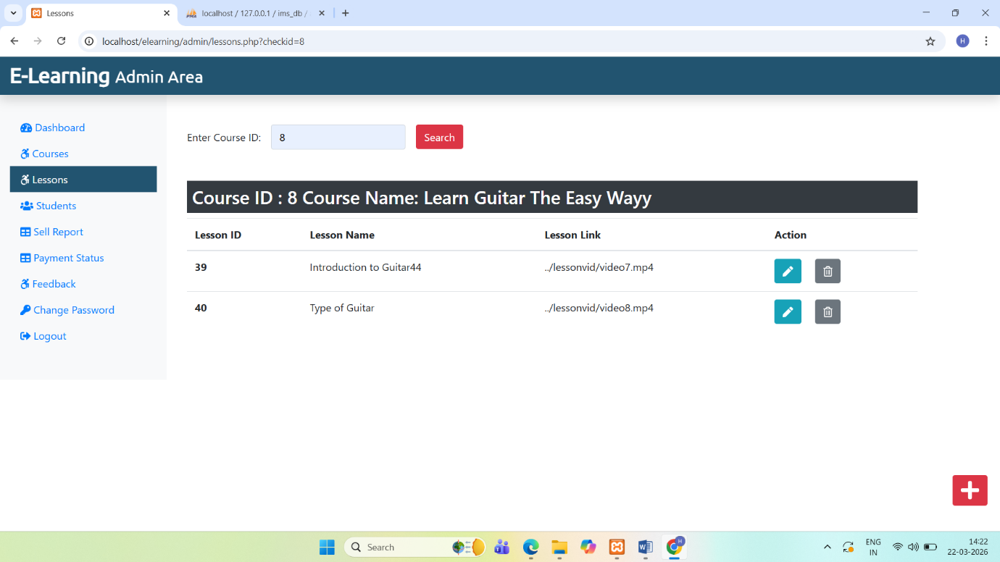 Lessons
localhost / 127.0.0.1 / ims_db /
localhost/elearning/admin/lessons.php?checkid=8
H
E-Learning Admin Area
Dashboard
Courses
Lessons
Students
Sell Report
Payment Status
Feedback
Change Password
Logout
Enter Course ID: 8 Search
Course ID : 8 Course Name: Learn Guitar The Easy Wayy
Lesson ID Lesson Name Lesson Link Action
39 Introduction to Guitar44 ../lessonvid/video7.mp4
40 Type of Guitar ../lessonvid/video8.mp4
Search
H
ENG
IN
14:22
22-03-2026